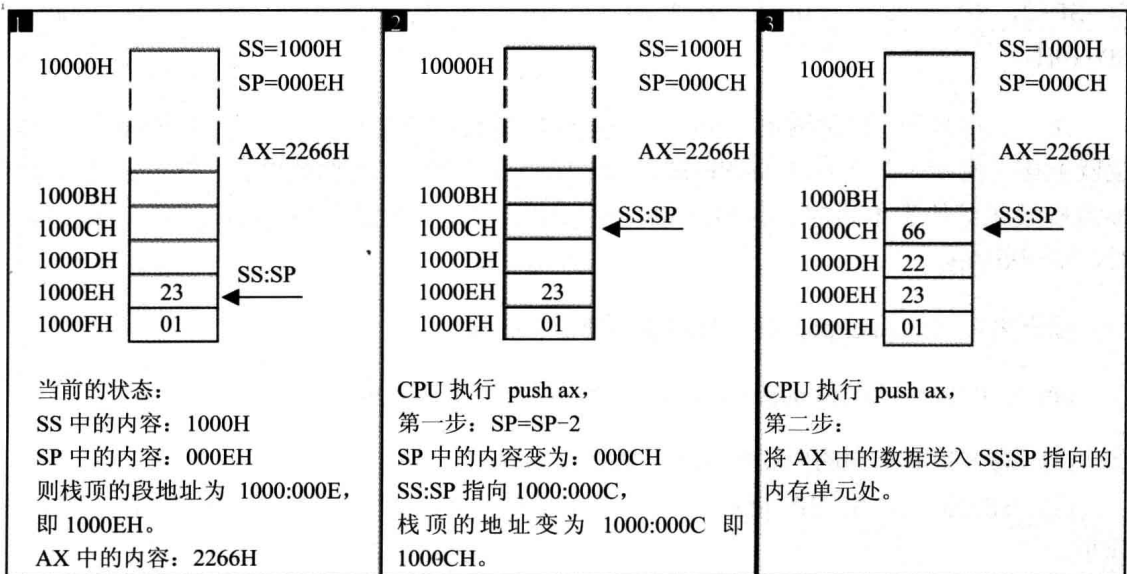 1
SS=1000H
10000H
SP=000EH
AX=2266H
1000BH
1000CH
1000DH
SS:SP
1000EH 23
1000FH 01
当前的状态：
SS 中的内容：1000H
SP 中的内容：000EH
则栈顶的段地址为 1000:000E，
即 1000EH。
AX 中的内容：2266H
2
SS=1000H
10000H
SP=000CH
AX=2266H
1000BH
SS:SP
1000CH
1000DH
1000EH 23
1000FH 01
CPU 执行 push ax，
第一步：SP=SP-2
SP 中的内容变为：000CH
SS:SP 指向 1000:000C，
栈顶的地址变为 1000:000C 即
1000CH。
3
SS=1000H
10000H
SP=000CH
AX=2266H
1000BH
SS:SP
1000CH 66
1000DH 22
1000EH 23
1000FH 01
CPU 执行 push ax，
第二步：
将 AX 中的数据送入 SS:SP 指向的
内存单元处。